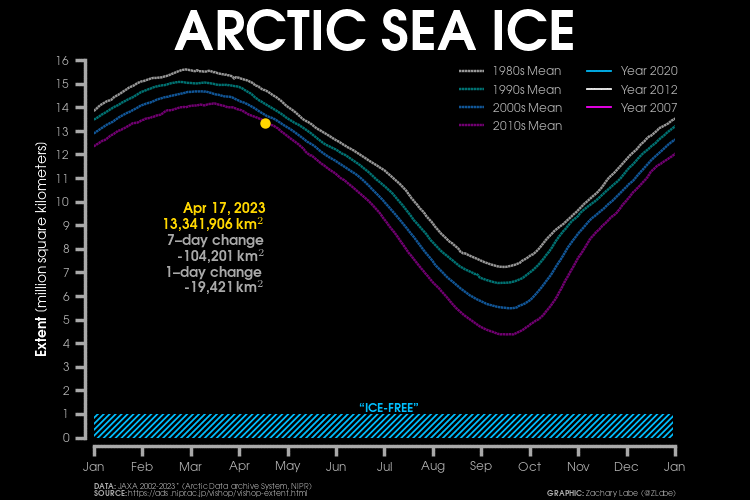 ARCTIC SEA ICE
16
15
14
13
12
11
10
9
8
7
6
5
4
3
2
1
0
Extent (million square kilometers)
1980s Mean
1990s Mean
2000s Mean
2010s Mean
Year 2020
Year 2012
Year 2007
Apr 17, 2023
13,341,906 km²
7–day change
-104,201 km²
1–day change
-19,421 km²
“ICE-FREE”
Jan Feb Mar Apr May Jun Jul Aug Sep Oct Nov Dec Jan
DATA: JAXA 2002-2023* (Arctic Data archive System, NIPR)
SOURCE: https://ads.nipr.ac.jp/vishop/vishop-extent.html
GRAPHIC: Zachary Labe (@ZLabe)